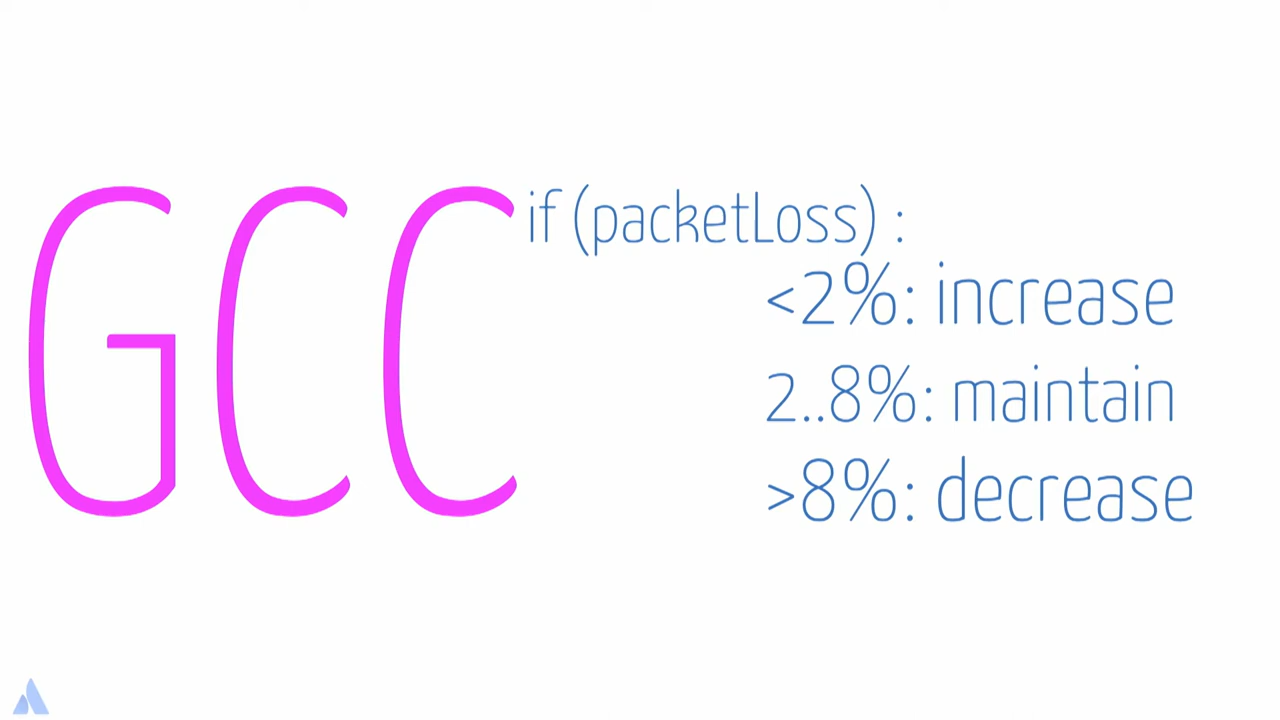 GCC
if (packetLoss) :
<2%: increase
2..8%: maintain
>8%: decrease